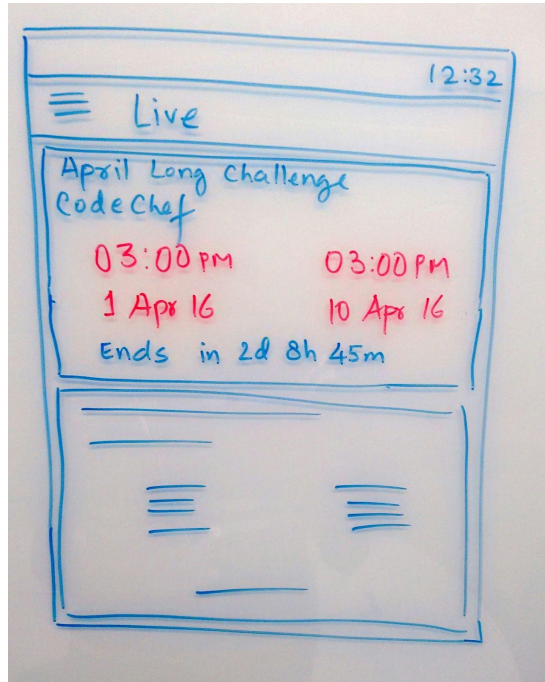 12:32
Live
April Long Challenge
CodeChef
03:00 PM 03:00 PM
1 Apr 16 10 Apr 16
Ends in 2d 8h 45m